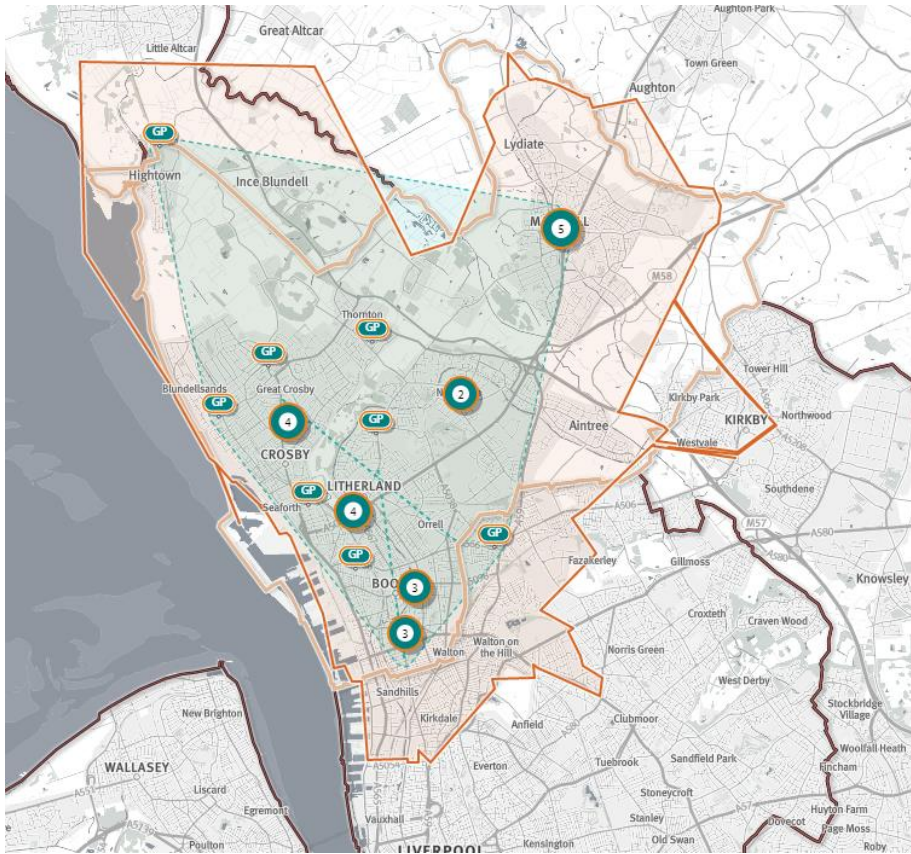 Aughton Park
Little Altcar
Great Altcar
Town Green
Aughton
GP
Lydiate
Hightown
Ince Blundell
5
M58
Thornton
GP
GP
Tower Hill
Blundellsands
Great Crosby
2
Kirkby Park
GP
4
GP
KIRKBY
Northwood
Aintree
Westvale
CROSBY
LITHERLAND
Southdene
GP
Seaforth
4
A506
M57
A580
Orrell
GP
GP
Fazakerley
Gillmoss
Knowsley
3
Croxteth
Craven Wood
3
Walton
Walton on
the Hill
Norris Green
West Derby
Sandhills
Stockbridge
Village
New Brighton
Kirkdale
Anfield
A580
Clubmoor
Woolfall Heath
A5054
WALLASEY
Everton
Tuebrook
Sandfield Park
Fincham
A551
Liscard
Stoneycroft
A57
Huyton Farm
Egremont
Vauxhall
Stanley
Dovecot
Page Moss
Poulton
LIVERPOOL
Kensington
Old Swan
Roby